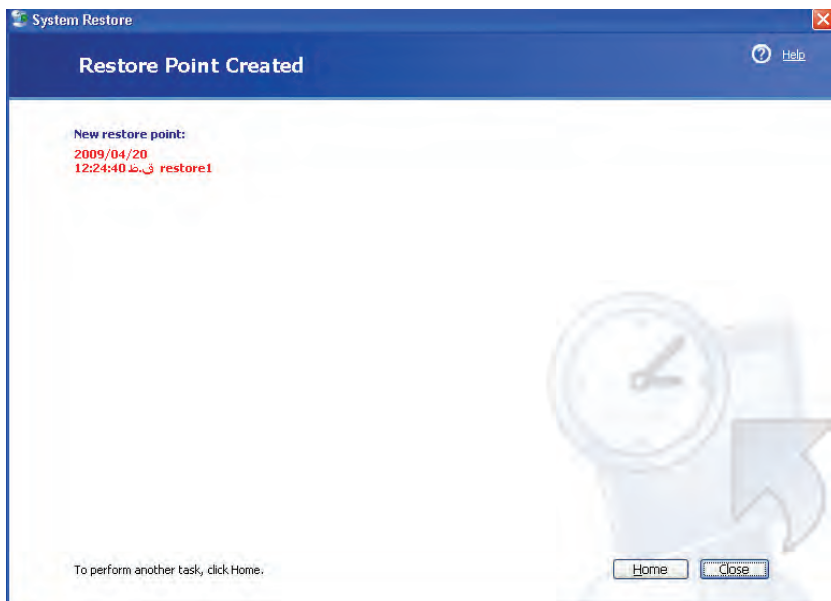 System Restore
Restore Point Created
Help
New restore point:
2009/04/20
12:24:40 ق.ظ restore1
To perform another task, click Home.
Home
Close